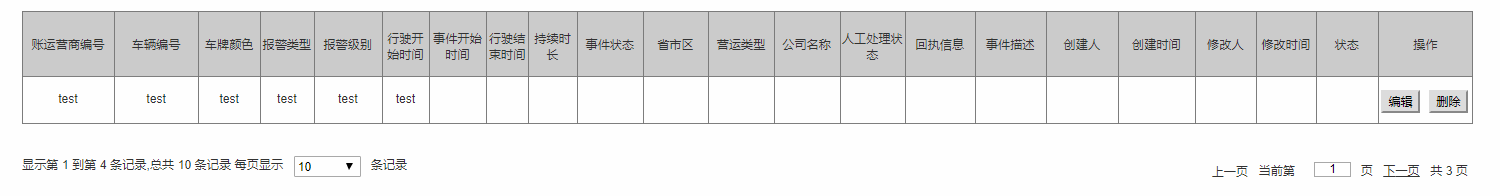 账运营商编号 车辆编号 车牌颜色 报警类型 报警级别 行驶开始时间 事件开始时间 行驶结束时间 持续时长 事件状态 省市区 营运类型 公司名称 人工处理状态 回执信息 事件描述 创建人 创建时间 修改人 修改时间 状态 操作
test test test test test test 编辑 删除
显示第 1 到第 4 条记录,总共 10 条记录 每页显示 10 ▼ 条记录
上一页 当前第 1 页 下一页 共 3 页